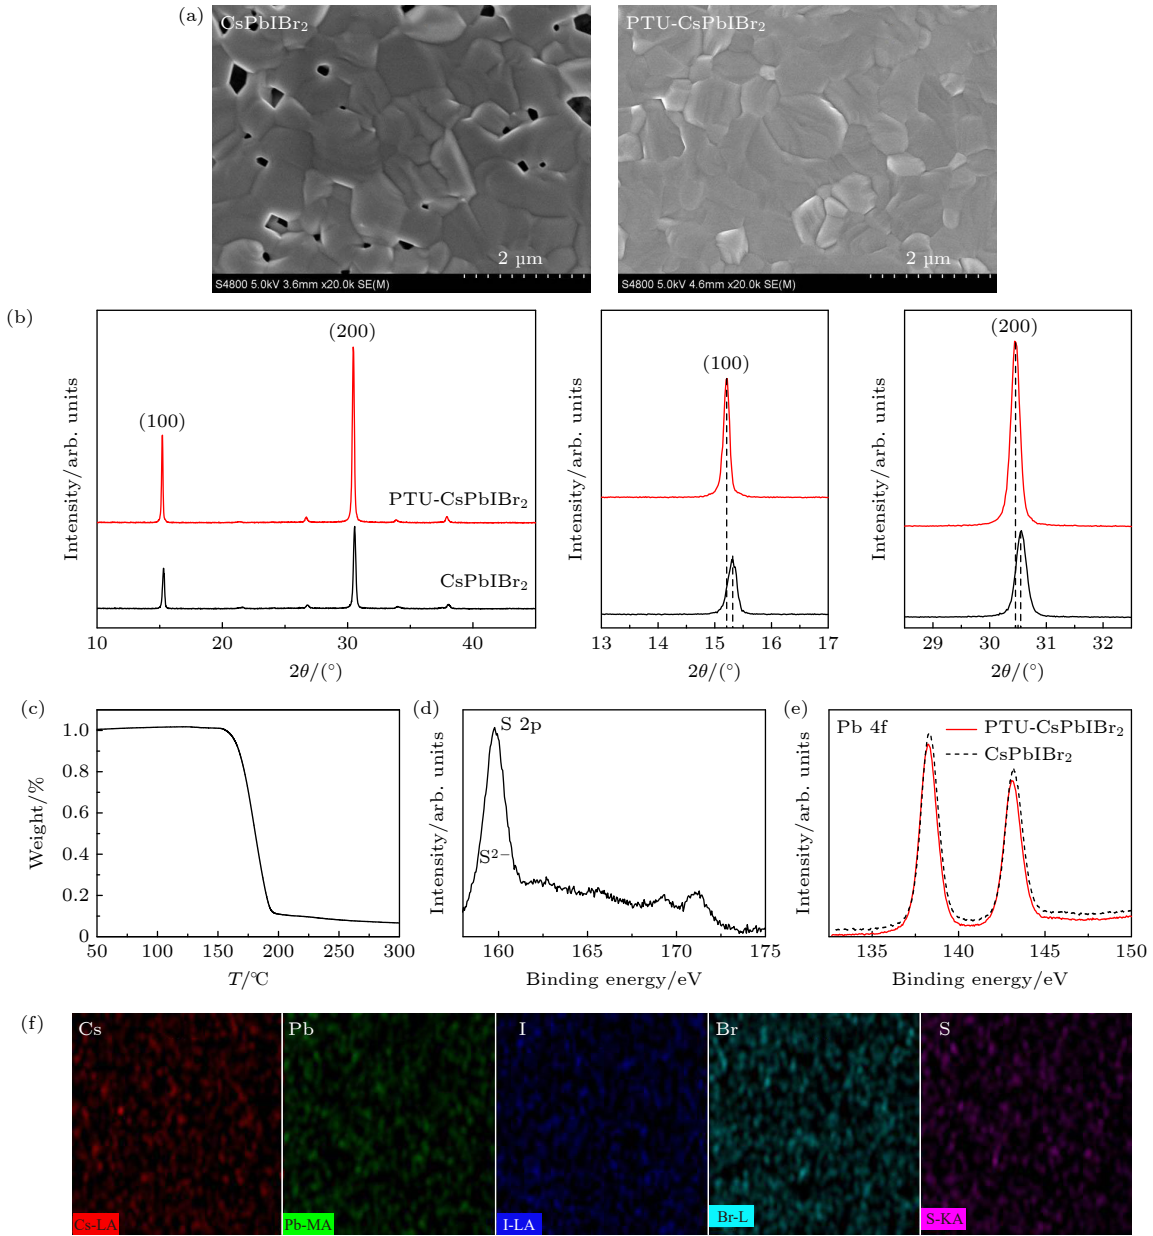 (a)
CsPbIBr₂
PTU-CsPbIBr₂
2 μm
2 μm
S4800 5.0kV 3.6mm x20.0k SE(M)
S4800 5.0kV 4.6mm x20.0k SE(M)
(b)
Intensity/arb. units
(100)
(200)
PTU-CsPbIBr₂
CsPbIBr₂
10 20 30 40
2θ/(°)
Intensity/arb. units
(100)
13 14 15 16 17
2θ/(°)
Intensity/arb. units
(200)
29 30 31 32
2θ/(°)
(c)
Weight/%
1.0
0.8
0.6
0.4
0.2
0
50 100 150 200 250 300
T/℃
(d)
Intensity/arb. units
S 2p
S²⁻
160 165 170 175
Binding energy/eV
(e)
Intensity/arb. units
Pb 4f
PTU-CsPbIBr₂
CsPbIBr₂
135 140 145 150
Binding energy/eV
(f)
Cs
Pb
I
Br
S
Cs-LA
Pb-MA
I-LA
Br-L
S-KA